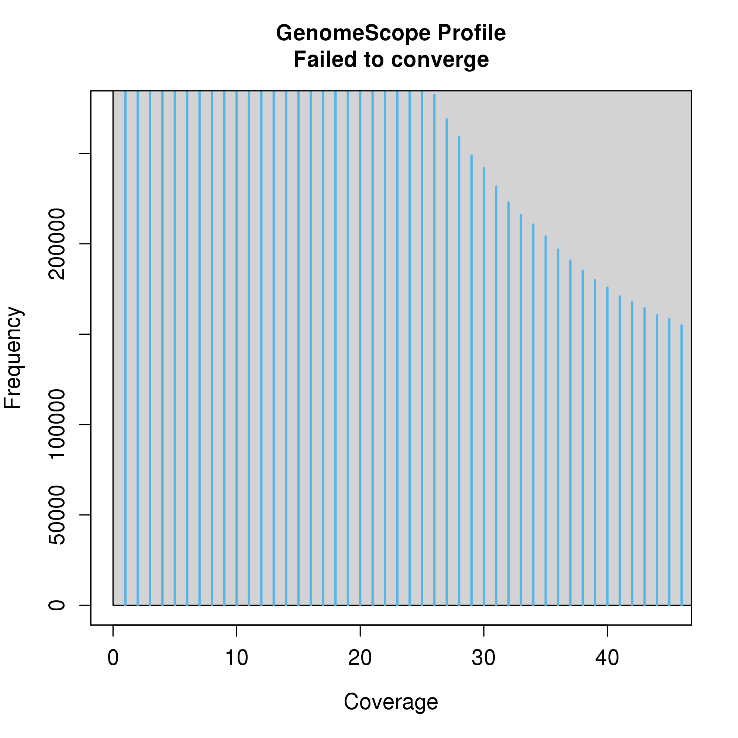 GenomeScope Profile
Failed to converge
Frequency
200000
100000
50000
0
0 10 20 30 40
Coverage